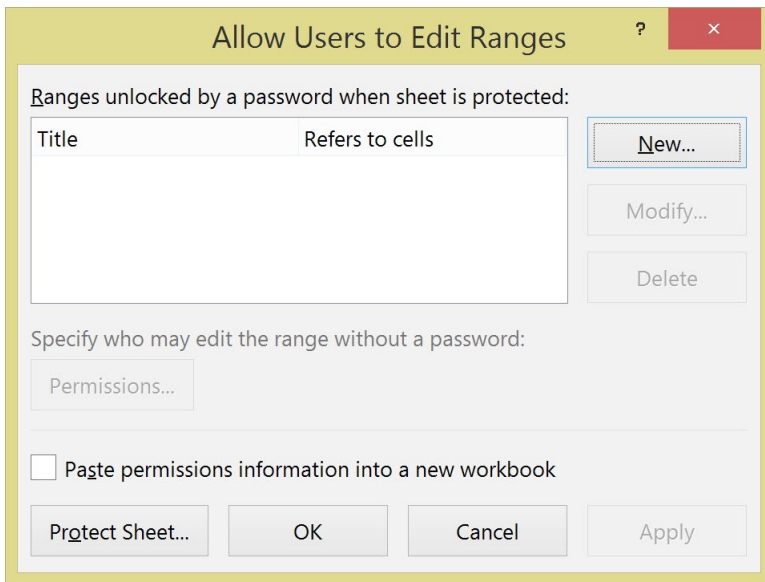 Allow Users to Edit Ranges
?
×
Ranges unlocked by a password when sheet is protected:
Title Refers to cells
New...
Modify...
Delete
Specify who may edit the range without a password:
Permissions...
Paste permissions information into a new workbook
Protect Sheet... OK Cancel Apply